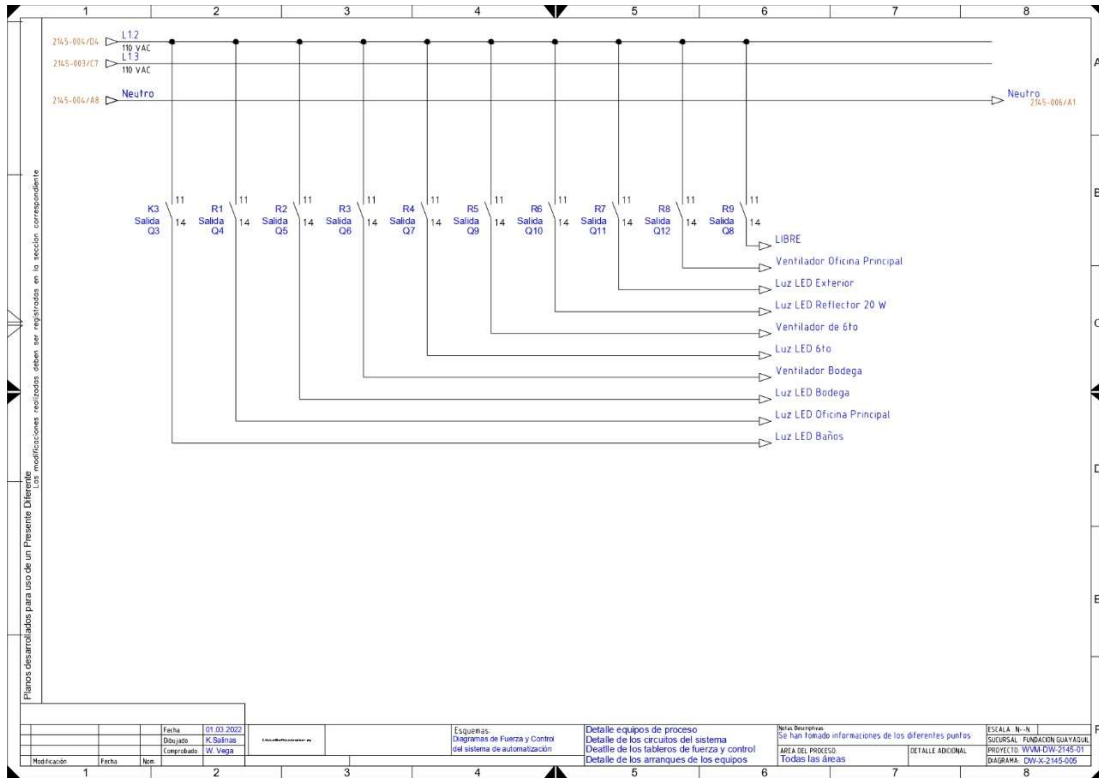 1 2 3 4 5 6 7 8
2145-004/D4 L1.2
110 VAC
2145-003/C7 L1.3
110 VAC
2145-004/A8 Neutro
Neutro
2145-006/A1
A
B
C
D
E
F
K3 Salida Q3 11 14
R1 Salida Q4 11 14
R2 Salida Q5 11 14
R3 Salida Q6 11 14
R4 Salida Q7 11 14
R5 Salida Q9 11 14
R6 Salida Q10 11 14
R7 Salida Q11 11 14
R8 Salida Q12 11 14
R9 Salida Q8 11 14
LIBRE
Ventilador Oficina Principal
Luz LED Exterior
Luz LED Reflector 20 W
Ventilador de 6to
Luz LED 6to
Ventilador Bodega
Luz LED Bodega
Luz LED Oficina Principal
Luz LED Baños
Planos desarrollados para uso de un Presente Diferente
Las modificaciones realizadas deben ser registradas en la seccion correspondiente
Modificación Fecha Nom.
Fecha 01.03.2022
Dibujado K.Salinas
Comprobado W. Vega
Esquemas:
Diagramas de Fuerza y Control
del sistema de automatización
Detalle equipos de proceso
Detalle de los circuitos del sistema
Deatlle de los tableros de fuerza y control
Detalle de los arranques de los equipos
Notas Descriptivas
Se han tomado informaciones de los diferentes puntos
AREA DEL PROCESO:
Todas las áreas
DETALLE ADICIONAL
ESCALA N--N
SUCURSAL FUNDACIÓN GUAYAQUIL
PROYECTO: WVM-DW-2145-01
DIAGRAMA: DW-X-2145-005
1 2 3 4 5 6 7 8